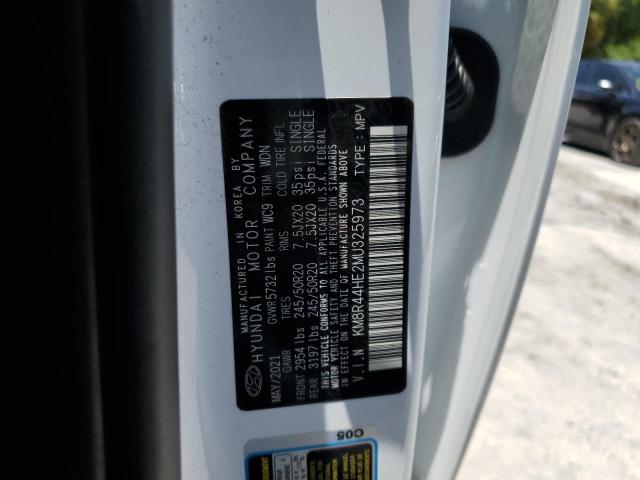 MANUFACTURED IN KOREA BY
HYUNDAI MOTOR COMPANY
MAY/2021 GVWR 5732 lbs PAINT WC9 TRIM WDN
GAWR TIRES RIMS COLD TIRE INFL
FRONT 2954 lbs 245/50R20 7.5JX20 35psi SINGLE
REAR 3197 lbs 245/50R20 7.5JX20 35psi SINGLE
THIS VEHICLE CONFORMS TO ALL APPLICABLE U.S.A. FEDERAL
MOTOR VEHICLE SAFETY AND THEFT PREVENTION STANDARDS
IN EFFECT ON THE DATE OF MANUFACTURE SHOWN ABOVE
V.I.N: KM8R44HE2MU325973 TYPE : MPV
C05